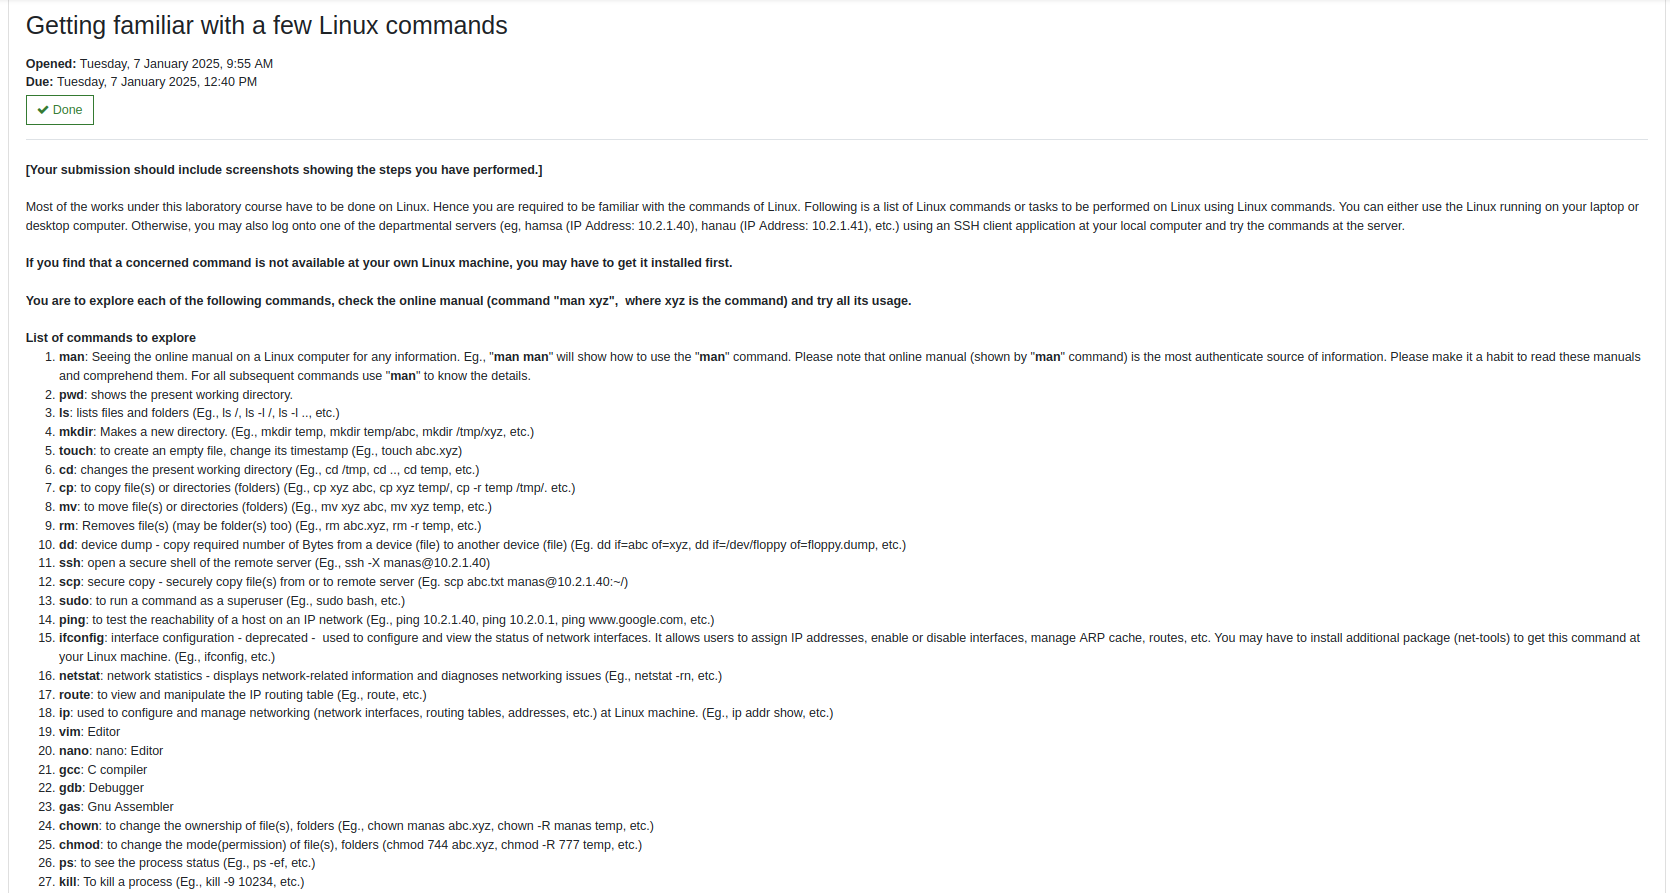 Getting familiar with a few Linux commands
Opened: Tuesday, 7 January 2025, 9:55 AM
Due: Tuesday, 7 January 2025, 12:40 PM
✔ Done
[Your submission should include screenshots showing the steps you have performed.]
Most of the works under this laboratory course have to be done on Linux. Hence you are required to be familiar with the commands of Linux. Following is a list of Linux commands or tasks to be performed on Linux using Linux commands. You can either use the Linux running on your laptop or
desktop computer. Otherwise, you may also log onto one of the departmental servers (eg, hamsa (IP Address: 10.2.1.40), hanau (IP Address: 10.2.1.41), etc.) using an SSH client application at your local computer and try the commands at the server.
If you find that a concerned command is not available at your own Linux machine, you may have to get it installed first.
You are to explore each of the following commands, check the online manual (command "man xyz",  where xyz is the command) and try all its usage.
List of commands to explore
1. man: Seeing the online manual on a Linux computer for any information. Eg., "man man" will show how to use the "man" command. Please note that online manual (shown by "man" command) is the most authenticate source of information. Please make it a habit to read these manuals
and comprehend them. For all subsequent commands use "man" to know the details.
2. pwd: shows the present working directory.
3. ls: lists files and folders (Eg., ls /, ls -l /, ls -l .., etc.)
4. mkdir: Makes a new directory. (Eg., mkdir temp, mkdir temp/abc, mkdir /tmp/xyz, etc.)
5. touch: to create an empty file, change its timestamp (Eg., touch abc.xyz)
6. cd: changes the present working directory (Eg., cd /tmp, cd .., cd temp, etc.)
7. cp: to copy file(s) or directories (folders) (Eg., cp xyz abc, cp xyz temp/, cp -r temp /tmp/. etc.)
8. mv: to move file(s) or directories (folders) (Eg., mv xyz abc, mv xyz temp, etc.)
9. rm: Removes file(s) (may be folder(s) too) (Eg., rm abc.xyz, rm -r temp, etc.)
10. dd: device dump - copy required number of Bytes from a device (file) to another device (file) (Eg. dd if=abc of=xyz, dd if=/dev/floppy of=floppy.dump, etc.)
11. ssh: open a secure shell of the remote server (Eg., ssh -X manas@10.2.1.40)
12. scp: secure copy - securely copy file(s) from or to remote server (Eg. scp abc.txt manas@10.2.1.40:~/)
13. sudo: to run a command as a superuser (Eg., sudo bash, etc.)
14. ping: to test the reachability of a host on an IP network (Eg., ping 10.2.1.40, ping 10.2.0.1, ping www.google.com, etc.)
15. ifconfig: interface configuration - deprecated -  used to configure and view the status of network interfaces. It allows users to assign IP addresses, enable or disable interfaces, manage ARP cache, routes, etc. You may have to install additional package (net-tools) to get this command at
your Linux machine. (Eg., ifconfig, etc.)
16. netstat: network statistics - displays network-related information and diagnoses networking issues (Eg., netstat -rn, etc.)
17. route: to view and manipulate the IP routing table (Eg., route, etc.)
18. ip: used to configure and manage networking (network interfaces, routing tables, addresses, etc.) at Linux machine. (Eg., ip addr show, etc.)
19. vim: Editor
20. nano: nano: Editor
21. gcc: C compiler
22. gdb: Debugger
23. gas: Gnu Assembler
24. chown: to change the ownership of file(s), folders (Eg., chown manas abc.xyz, chown -R manas temp, etc.)
25. chmod: to change the mode(permission) of file(s), folders (chmod 744 abc.xyz, chmod -R 777 temp, etc.)
26. ps: to see the process status (Eg., ps -ef, etc.)
27. kill: To kill a process (Eg., kill -9 10234, etc.)